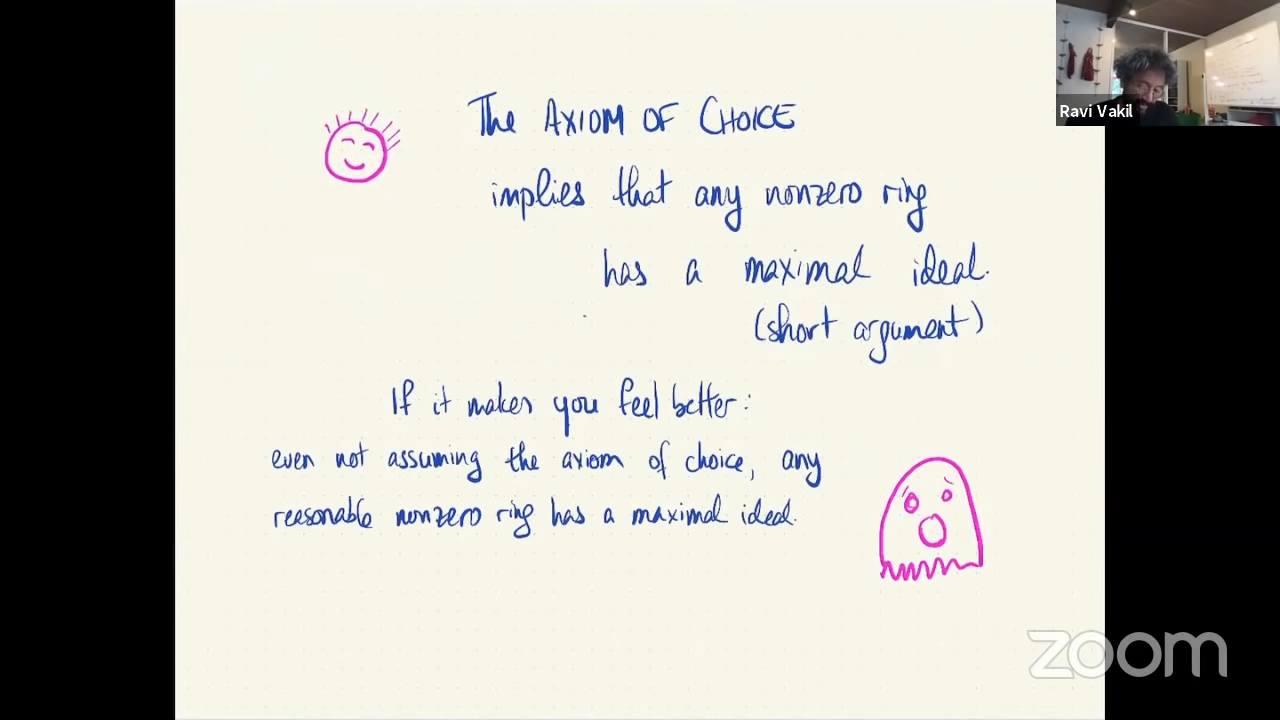 Ravi Vakil
The AXIOM OF CHOICE
implies that any nonzero ring
has a maximal ideal.
(short argument)
If it makes you feel better:
even not assuming the axiom of choice, any
reasonable nonzero ring has a maximal ideal.
zoom